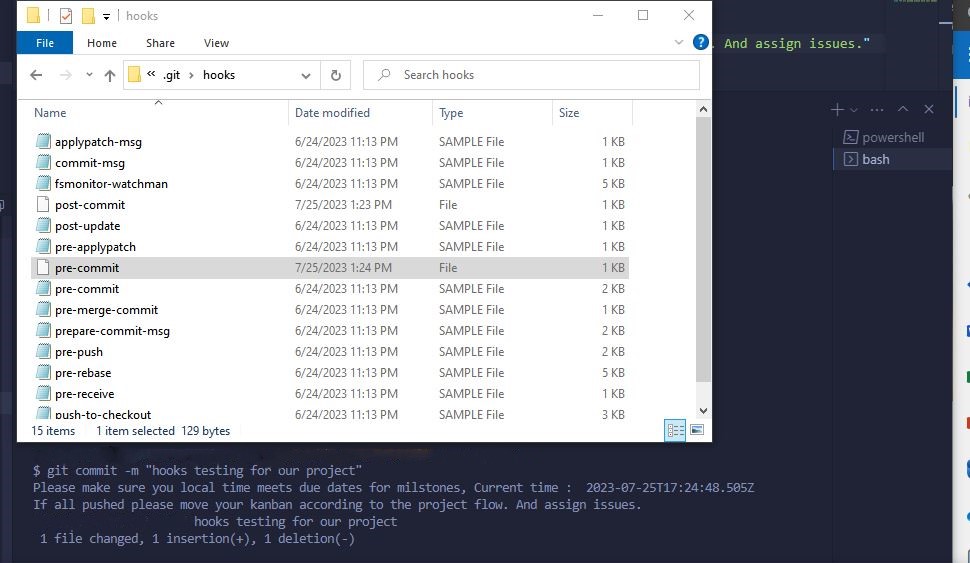 hooks
File Home Share View
. And assign issues."
« .git › hooks
Search hooks
Name Date modified Type Size
applypatch-msg 6/24/2023 11:13 PM SAMPLE File 1 KB
commit-msg 6/24/2023 11:13 PM SAMPLE File 1 KB
fsmonitor-watchman 6/24/2023 11:13 PM SAMPLE File 5 KB
post-commit 7/25/2023 1:23 PM File 1 KB
post-update 6/24/2023 11:13 PM SAMPLE File 1 KB
pre-applypatch 6/24/2023 11:13 PM SAMPLE File 1 KB
pre-commit 7/25/2023 1:24 PM File 1 KB
pre-commit 6/24/2023 11:13 PM SAMPLE File 2 KB
pre-merge-commit 6/24/2023 11:13 PM SAMPLE File 1 KB
prepare-commit-msg 6/24/2023 11:13 PM SAMPLE File 2 KB
pre-push 6/24/2023 11:13 PM SAMPLE File 2 KB
pre-rebase 6/24/2023 11:13 PM SAMPLE File 5 KB
pre-receive 6/24/2023 11:13 PM SAMPLE File 1 KB
push-to-checkout 6/24/2023 11:13 PM SAMPLE File 3 KB
15 items 1 item selected 129 bytes
powershell
bash
$ git commit -m "hooks testing for our project"
Please make sure you local time meets due dates for milstones, Current time : 2023-07-25T17:24:48.505Z
If all pushed please move your kanban according to the project flow. And assign issues.
hooks testing for our project
1 file changed, 1 insertion(+), 1 deletion(-)